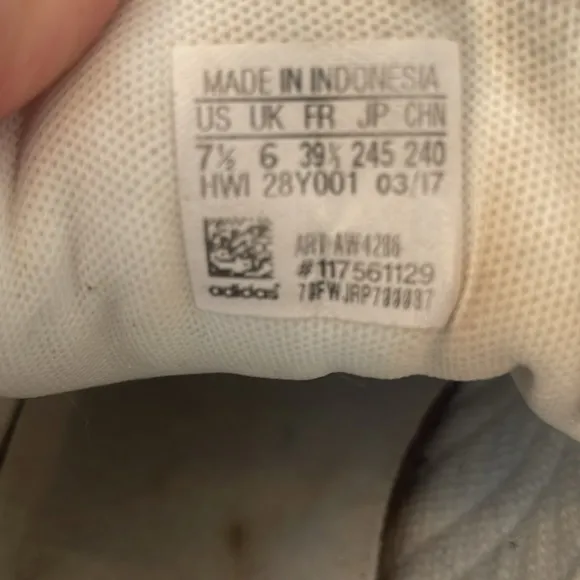 MADE IN INDONESIA
US UK FR JP CHN
7½ 6 39⅓ 245 240
HWI 28Y001 03/17
ART AW4286
#117561129
adidas